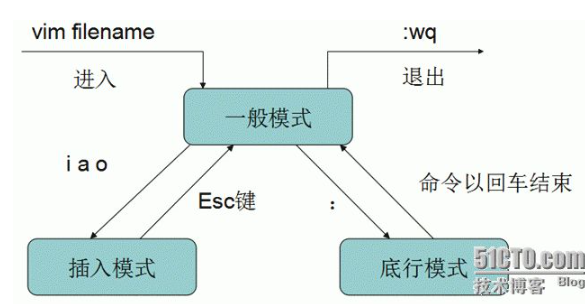 vim filename
:wq
进入
退出
一般模式
i a o
Esc键
:
命令以回车结束
插入模式
底行模式
51CTO.com
技术博客 Blog